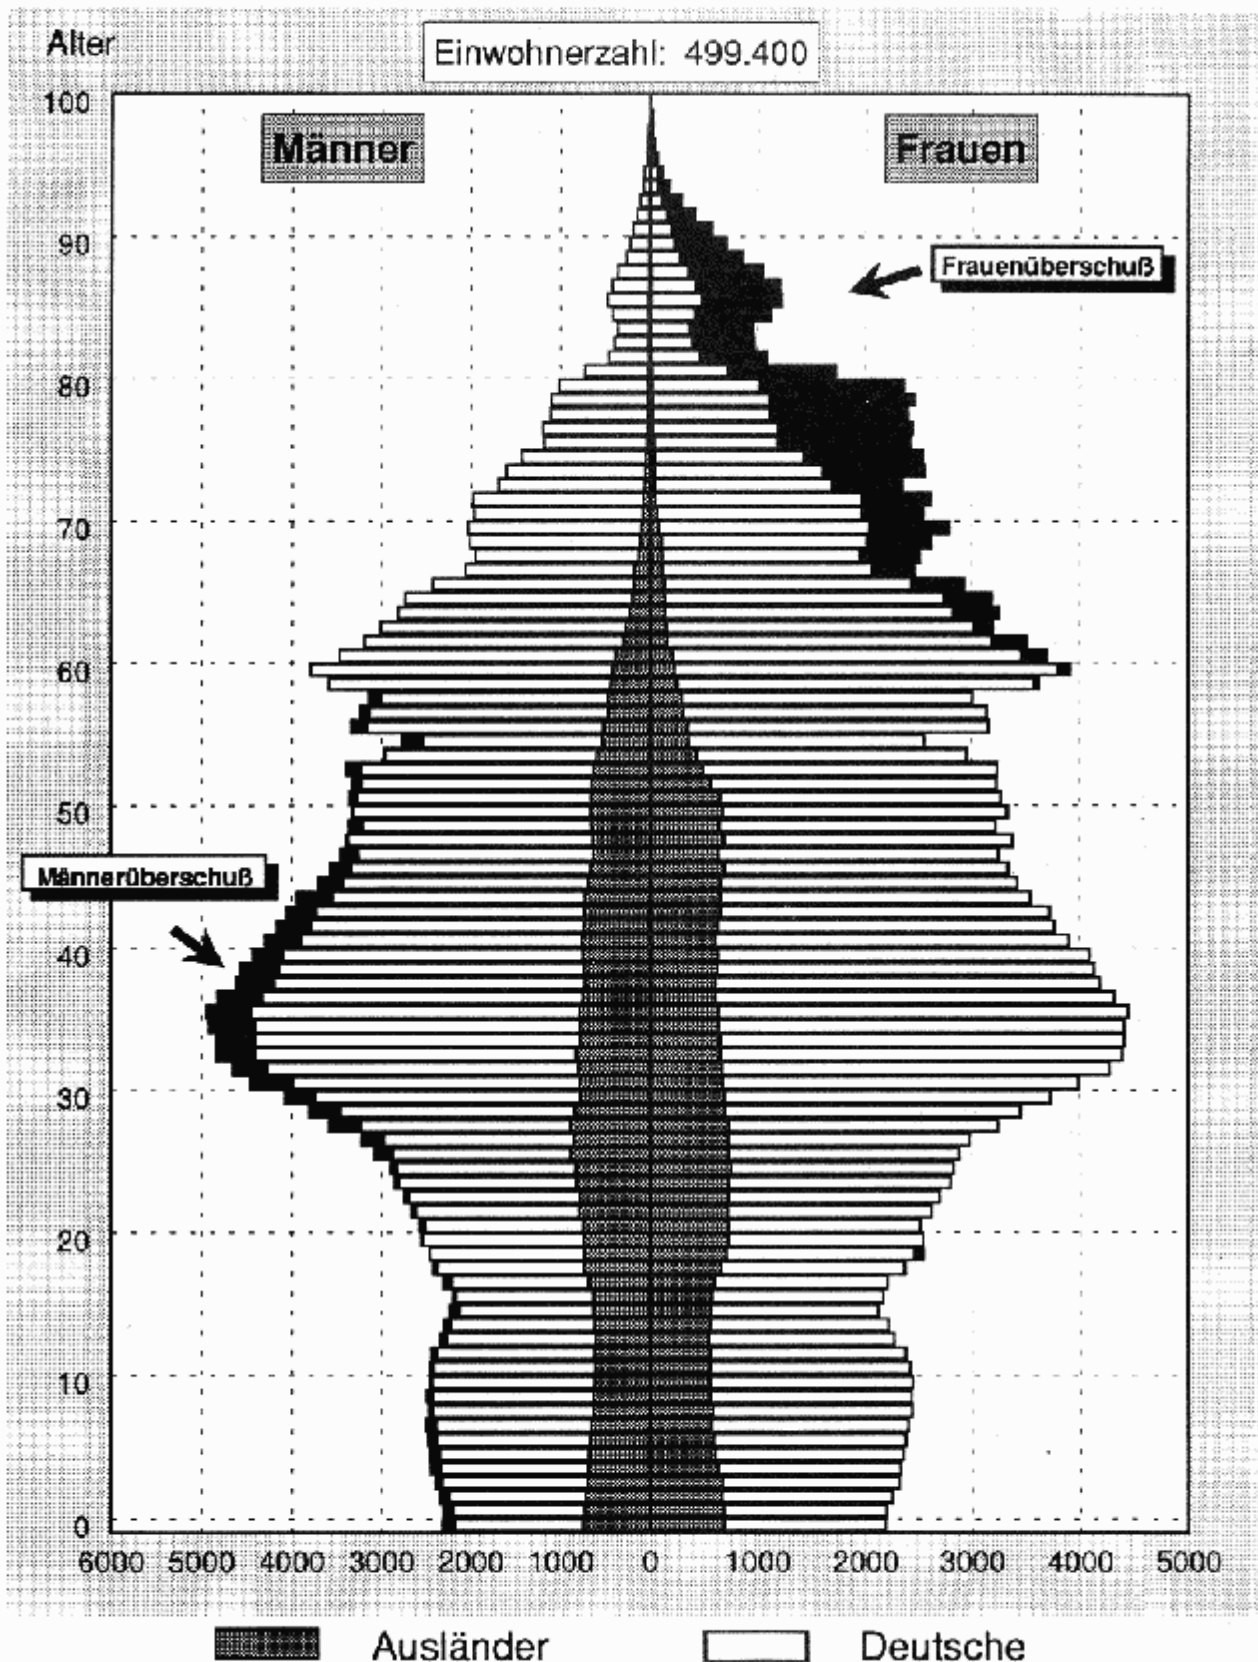 Alter
Einwohnerzahl: 499.400
100
Männer
Frauen
90
Frauenüberschuß
80
70
60
50
Männerüberschuß
40
30
20
10
0
6000 5000 4000 3000 2000 1000 0 1000 2000 3000 4000 5000
Ausländer
Deutsche